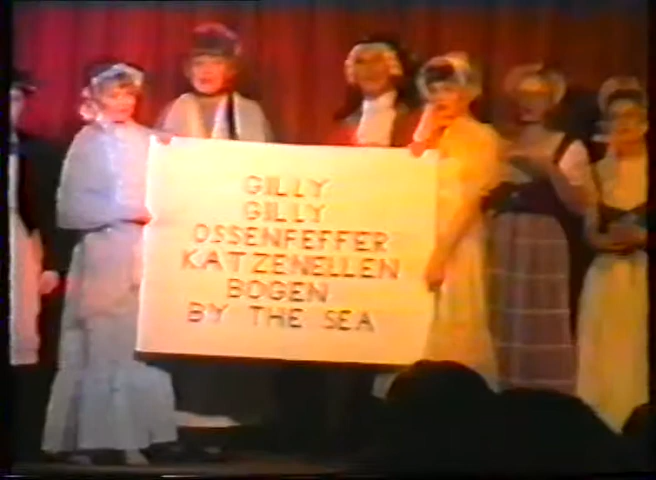 GILLY
GILLY
OSSENFEFFER
KATZENELLEN
BOGEN
BY THE SEA